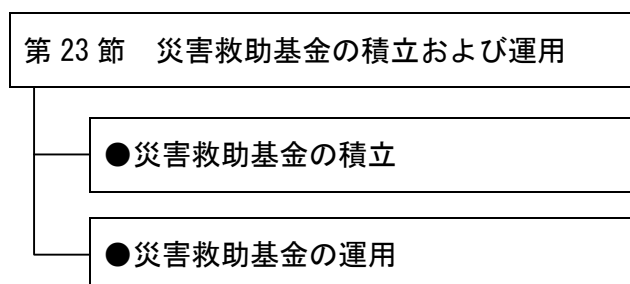 第 23 節　災害救助基金の積立および運用
●災害救助基金の積立
●災害救助基金の運用